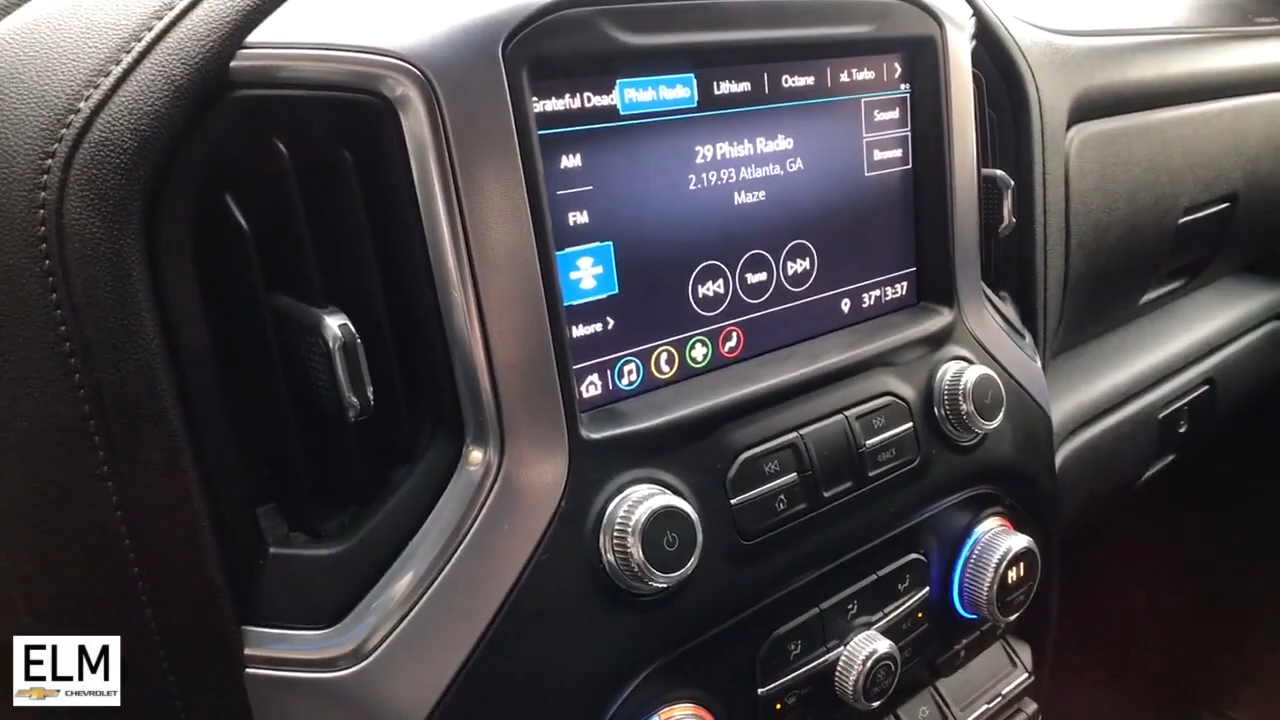 Grateful Dead Phish Radio Lithium Octane xL Turbo
Sound
Browse
AM
FM
More
29 Phish Radio
2.19.93 Atlanta, GA
Maze
Tune
37° 3:37
BACK
HI
ELM
CHEVROLET